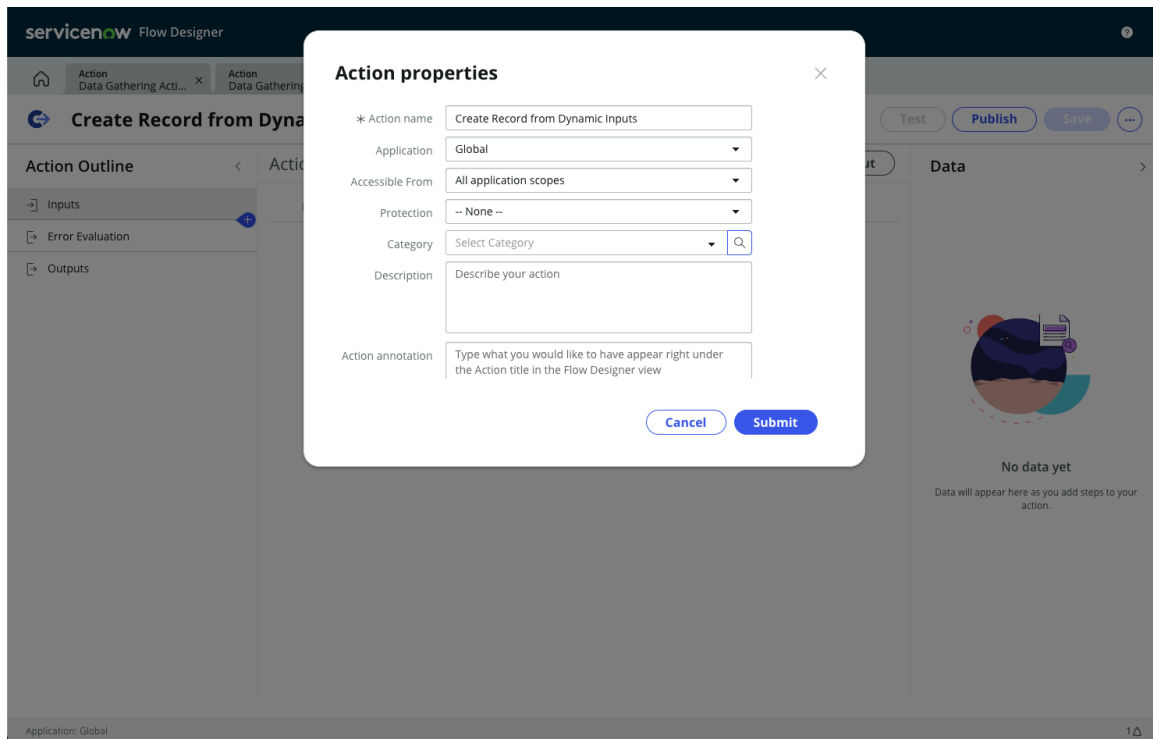 servicenow Flow Designer
Action
Data Gathering Acti...
Action
Data Gathering
Create Record from Dyna
Test
Publish
Save
Action Outline
Inputs
Error Evaluation
Outputs
Action properties
Action name
Create Record from Dynamic Inputs
Application
Global
Accessible From
All application scopes
Protection
-- None --
Category
Select Category
Description
Describe your action
Action annotation
Type what you would like to have appear right under
the Action title in the Flow Designer view
Cancel
Submit
Data
No data yet
Data will appear here as you add steps to your
action.
Application: Global
1